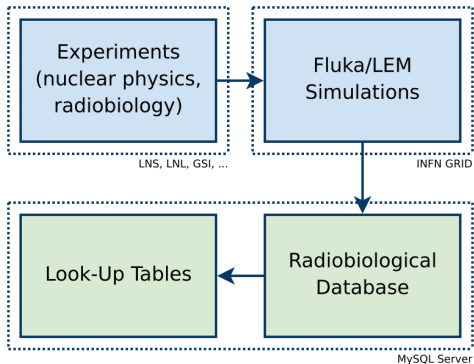 Experiments
(nuclear physics,
radiobiology)
Fluka/LEM
Simulations
LNS, LNL, GSI, ...
INFN GRID
Look-Up Tables
Radiobiological
Database
MySQL Server